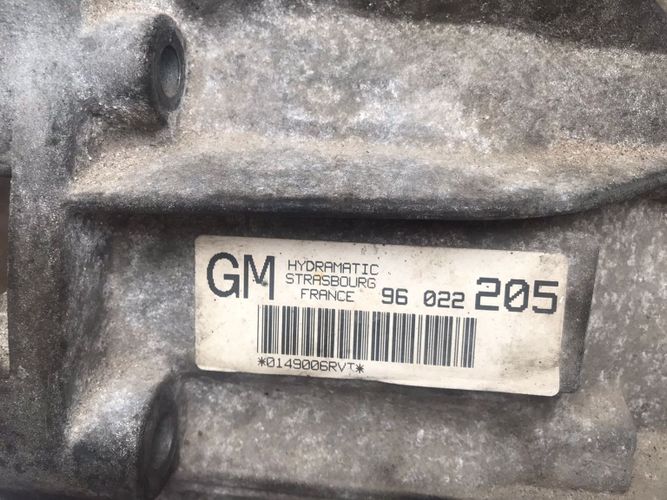 GM HYDRAMATIC
STRASBOURG
FRANCE 96 022 205
*0149006RVT*